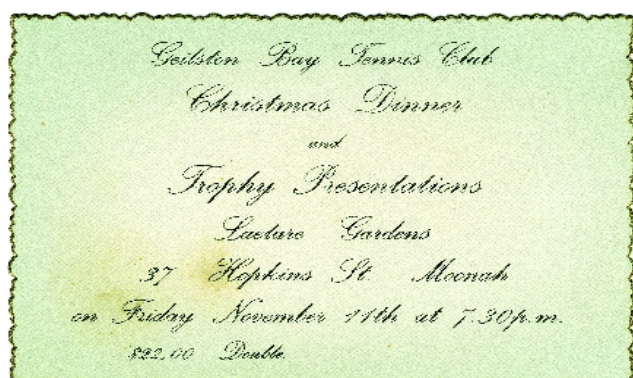 Geilston Bay Tennis Club
Christmas Dinner
and
Trophy Presentations
Laeture Gardens
37 Hopkins St. Moonah
on Friday November 11th at 7.30p.m.
$22.00 Double.